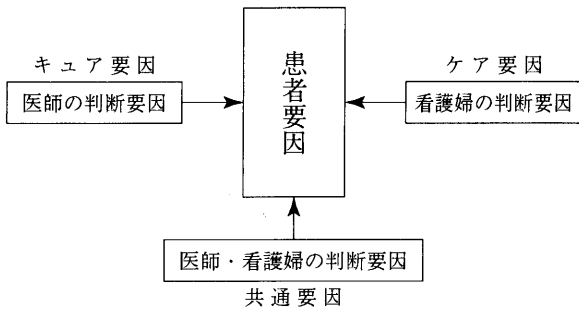 キュア要因
医師の判断要因
患者要因
ケア要因
看護婦の判断要因
医師・看護婦の判断要因
共通要因